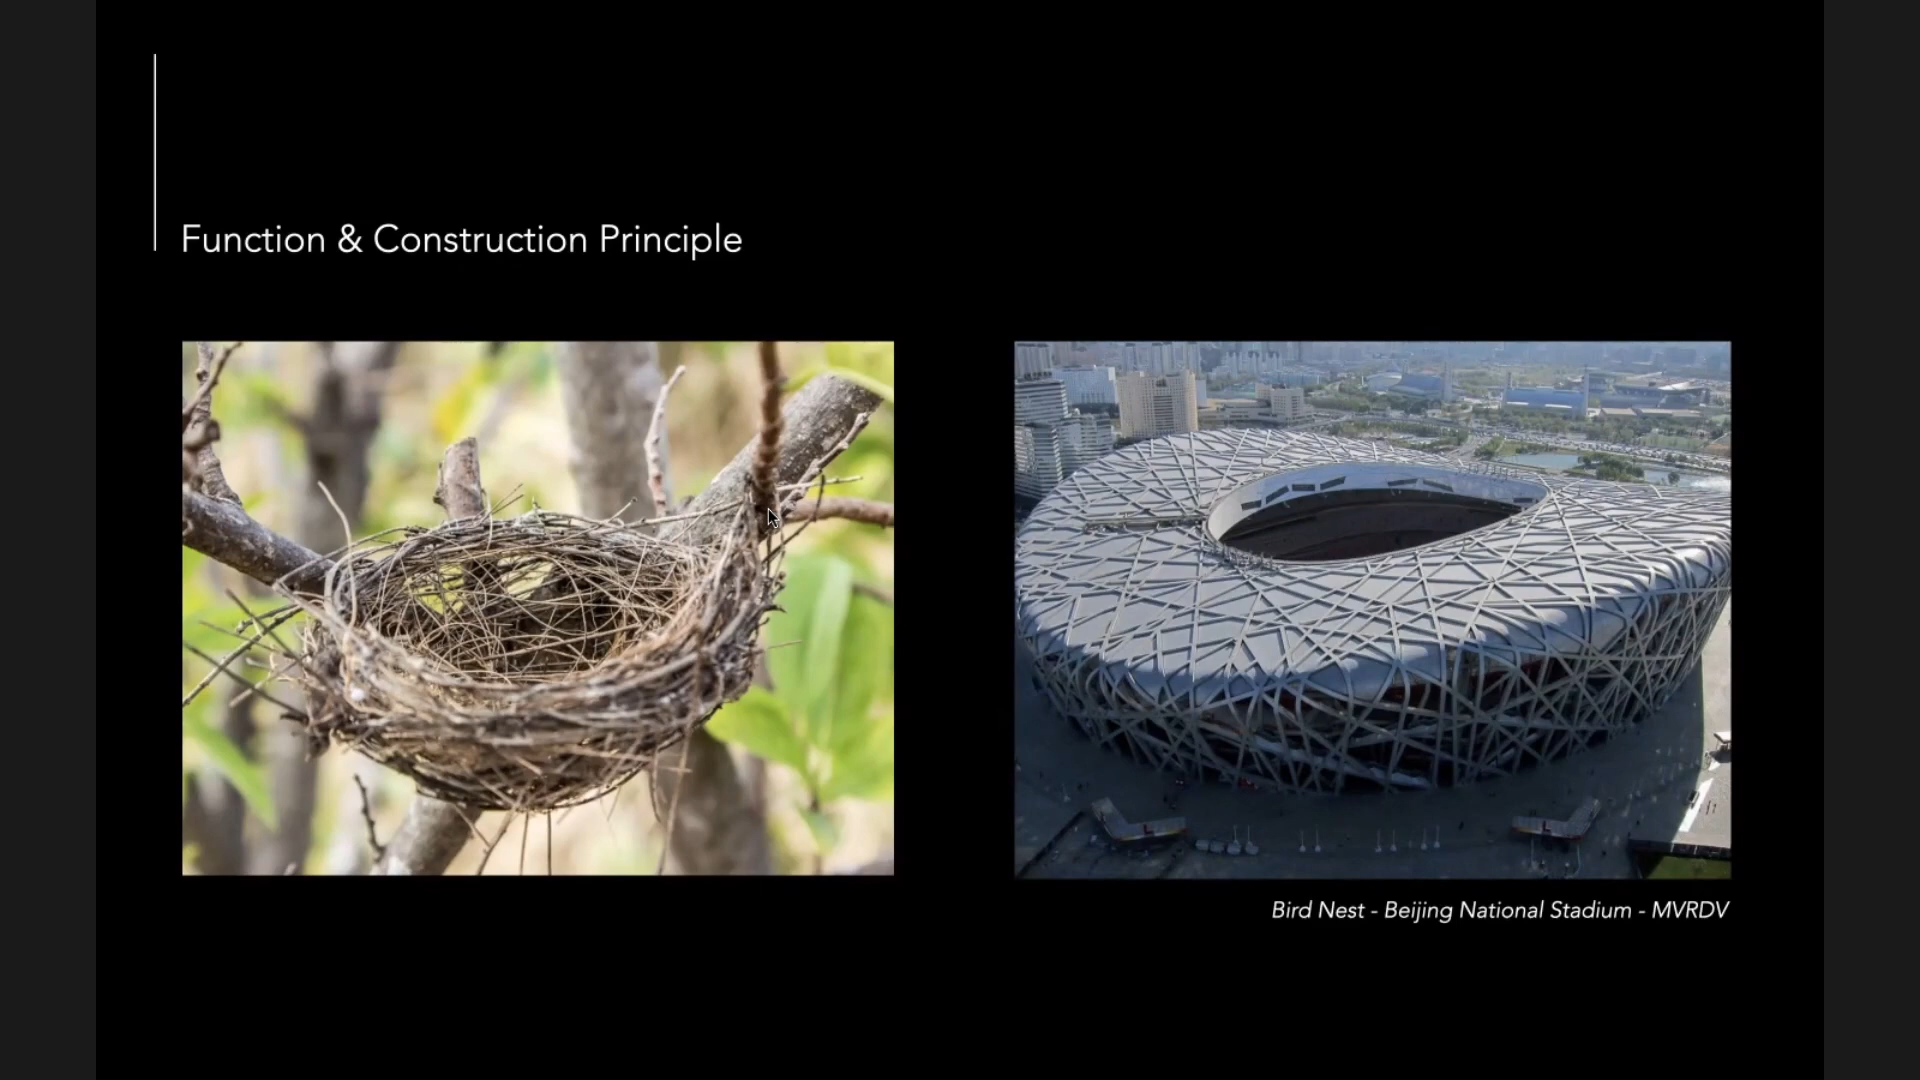 Function & Construction Principle
Bird Nest - Beijing National Stadium - MVRDV